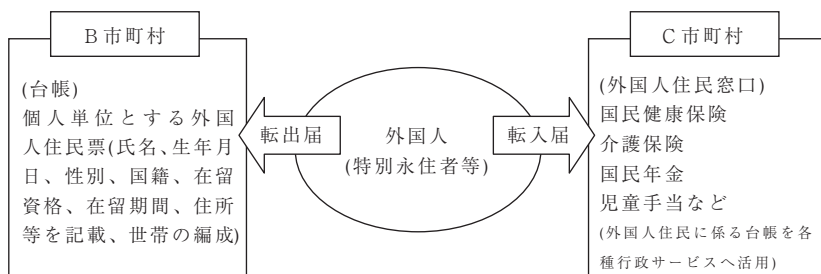 B市町村
(台帳)
個人単位とする外国
人住民票(氏名、生年月
日、性別、国籍、在留
資格、在留期間、住所
等を記載、世帯の編成)
転出届
外国人
(特別永住者等)
転入届
C市町村
(外国人住民窓口)
国民健康保険
介護保険
国民年金
児童手当など
(外国人住民に係る台帳を各
種行政サービスへ活用)